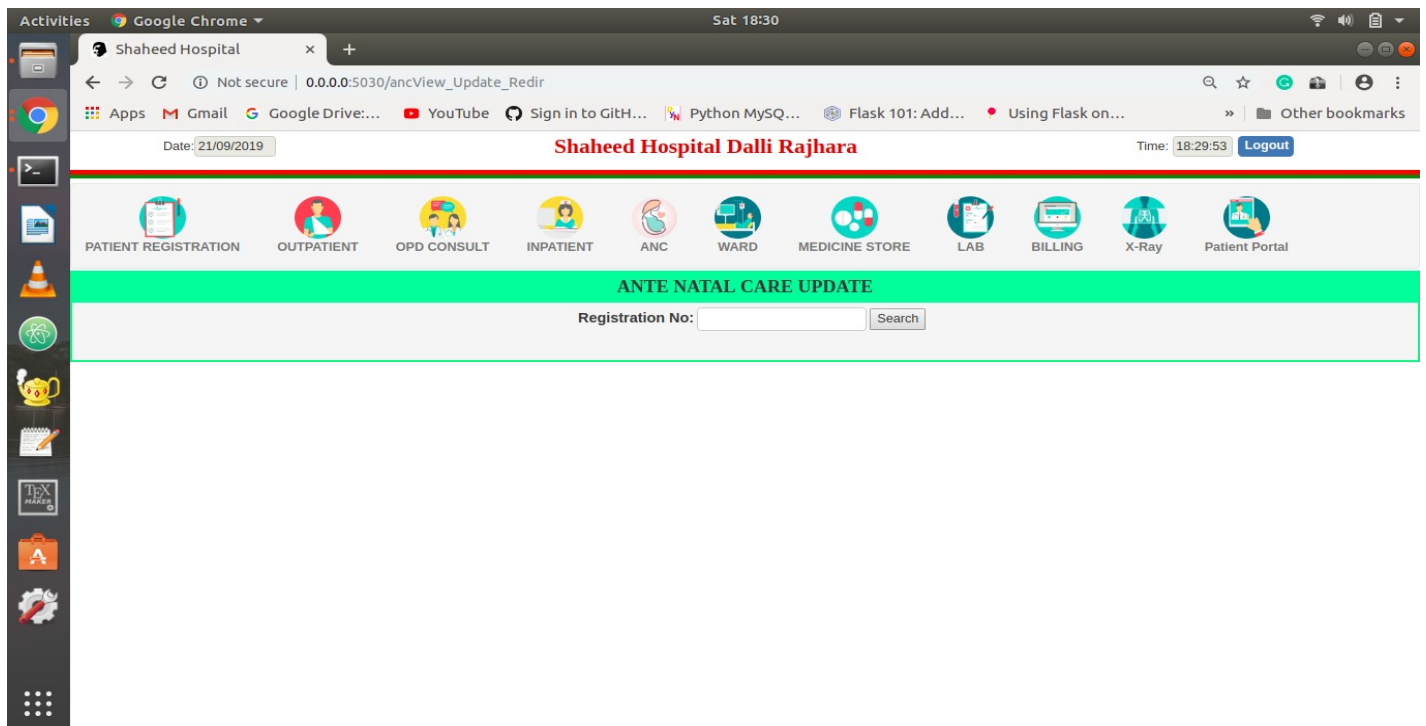 Activities Google Chrome Sat 18:30
Shaheed Hospital
Not secure | 0.0.0.0:5030/ancView_Update_Redir
Apps Gmail Google Drive:... YouTube Sign in to GitH... Python MySQ... Flask 101: Add... Using Flask on... » Other bookmarks
Date: 21/09/2019 Shaheed Hospital Dalli Rajhara Time: 18:29:53 Logout
PATIENT REGISTRATION OUTPATIENT OPD CONSULT INPATIENT ANC WARD MEDICINE STORE LAB BILLING X-Ray Patient Portal
ANTE NATAL CARE UPDATE
Registration No: Search
TEX
MAKER